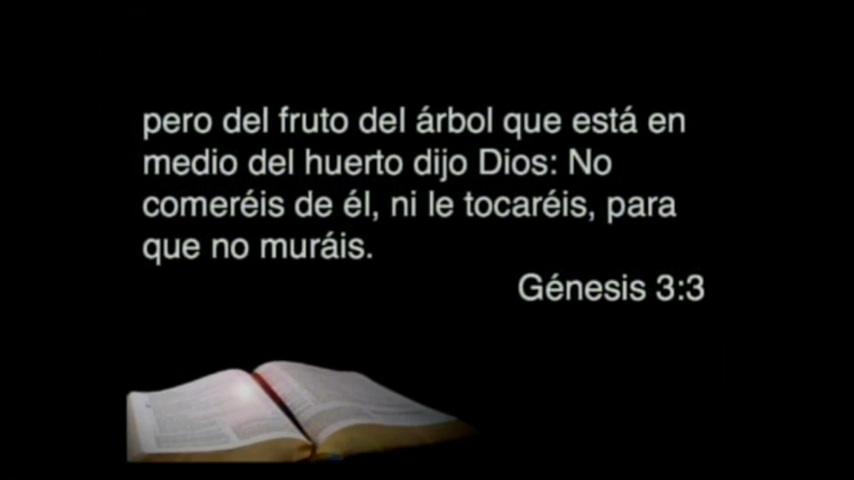 pero del fruto del árbol que está en
medio del huerto dijo Dios: No
comeréis de él, ni le tocaréis, para
que no muráis.
Génesis 3:3